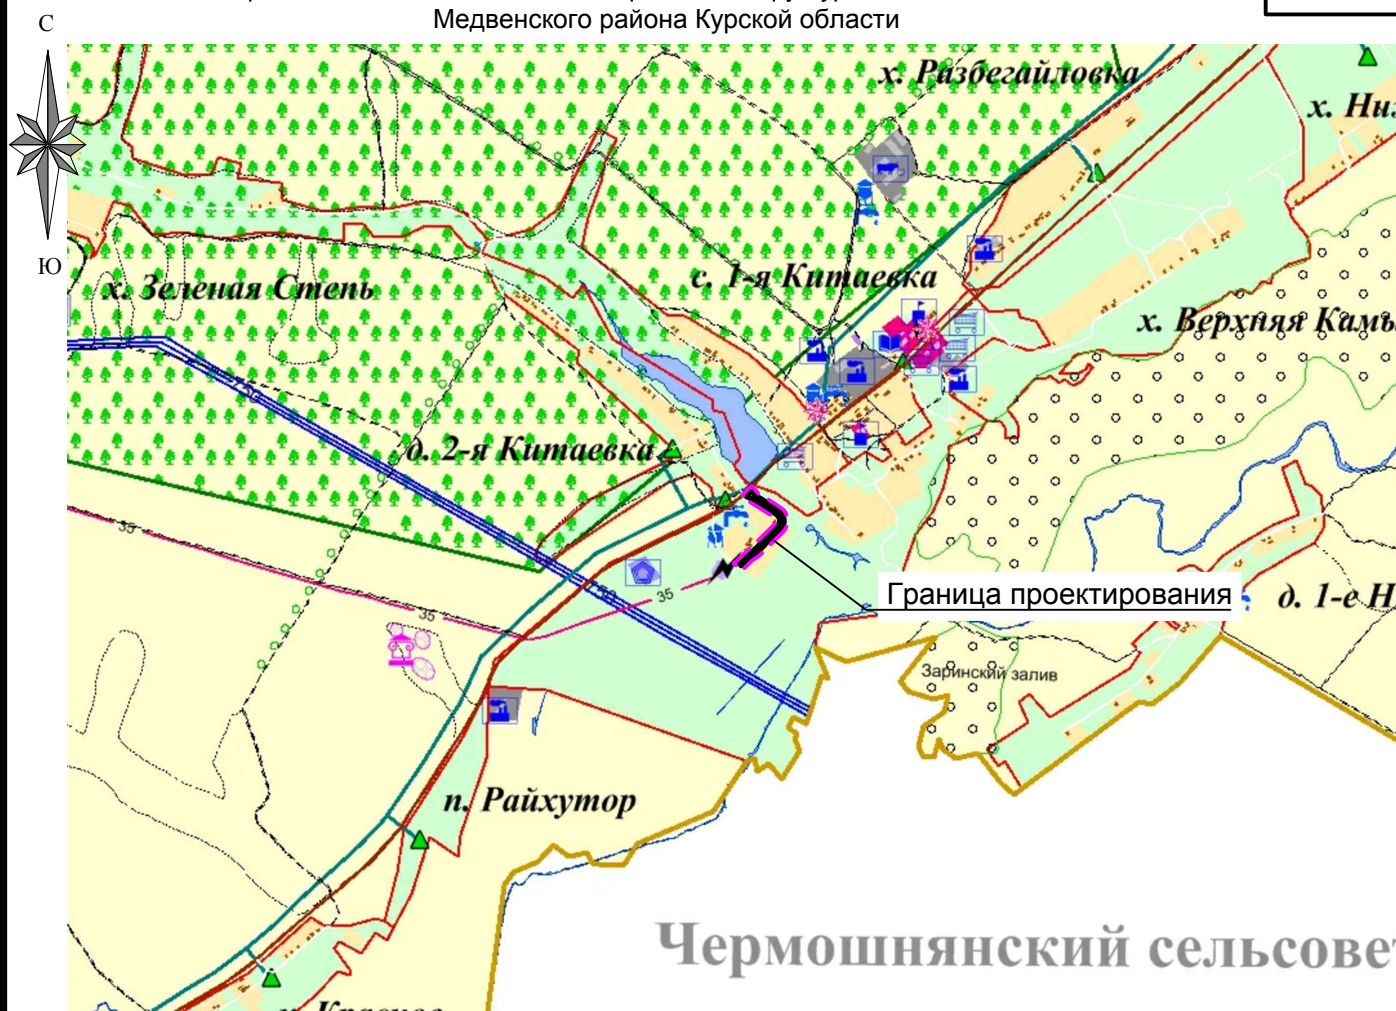 Медвенского района Курской области
С
Ю
х. Разбегайловка
х. Ниж
с. 1-я Китаевка
х. Зеленая Степь
х. Верхняя Камы
д. 2-я Китаевка
35
35
35
Граница проектирования
д. 1-е Н
Заринский залив
п. Райхутор
Чермошнянский сельсовет